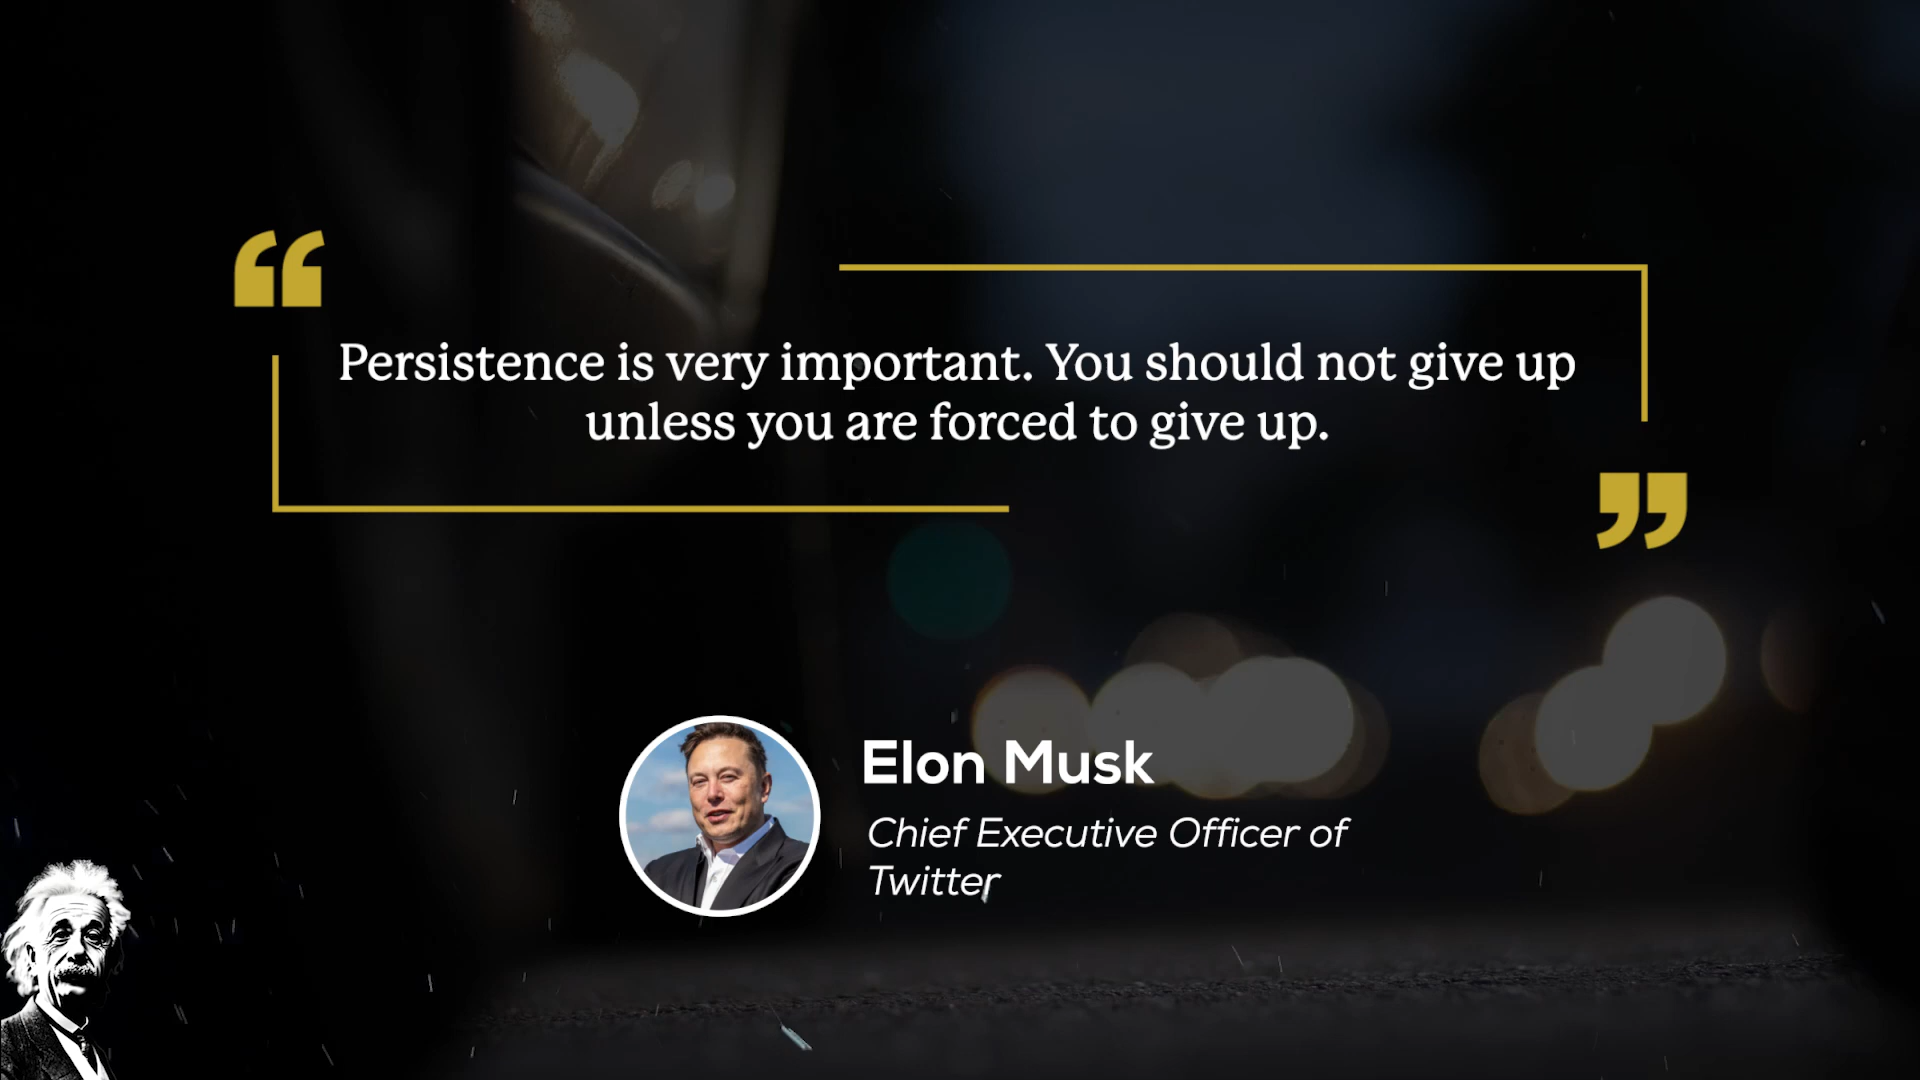 “
Persistence is very important. You should not give up
unless you are forced to give up.
”
Elon Musk
Chief Executive Officer of
Twitter